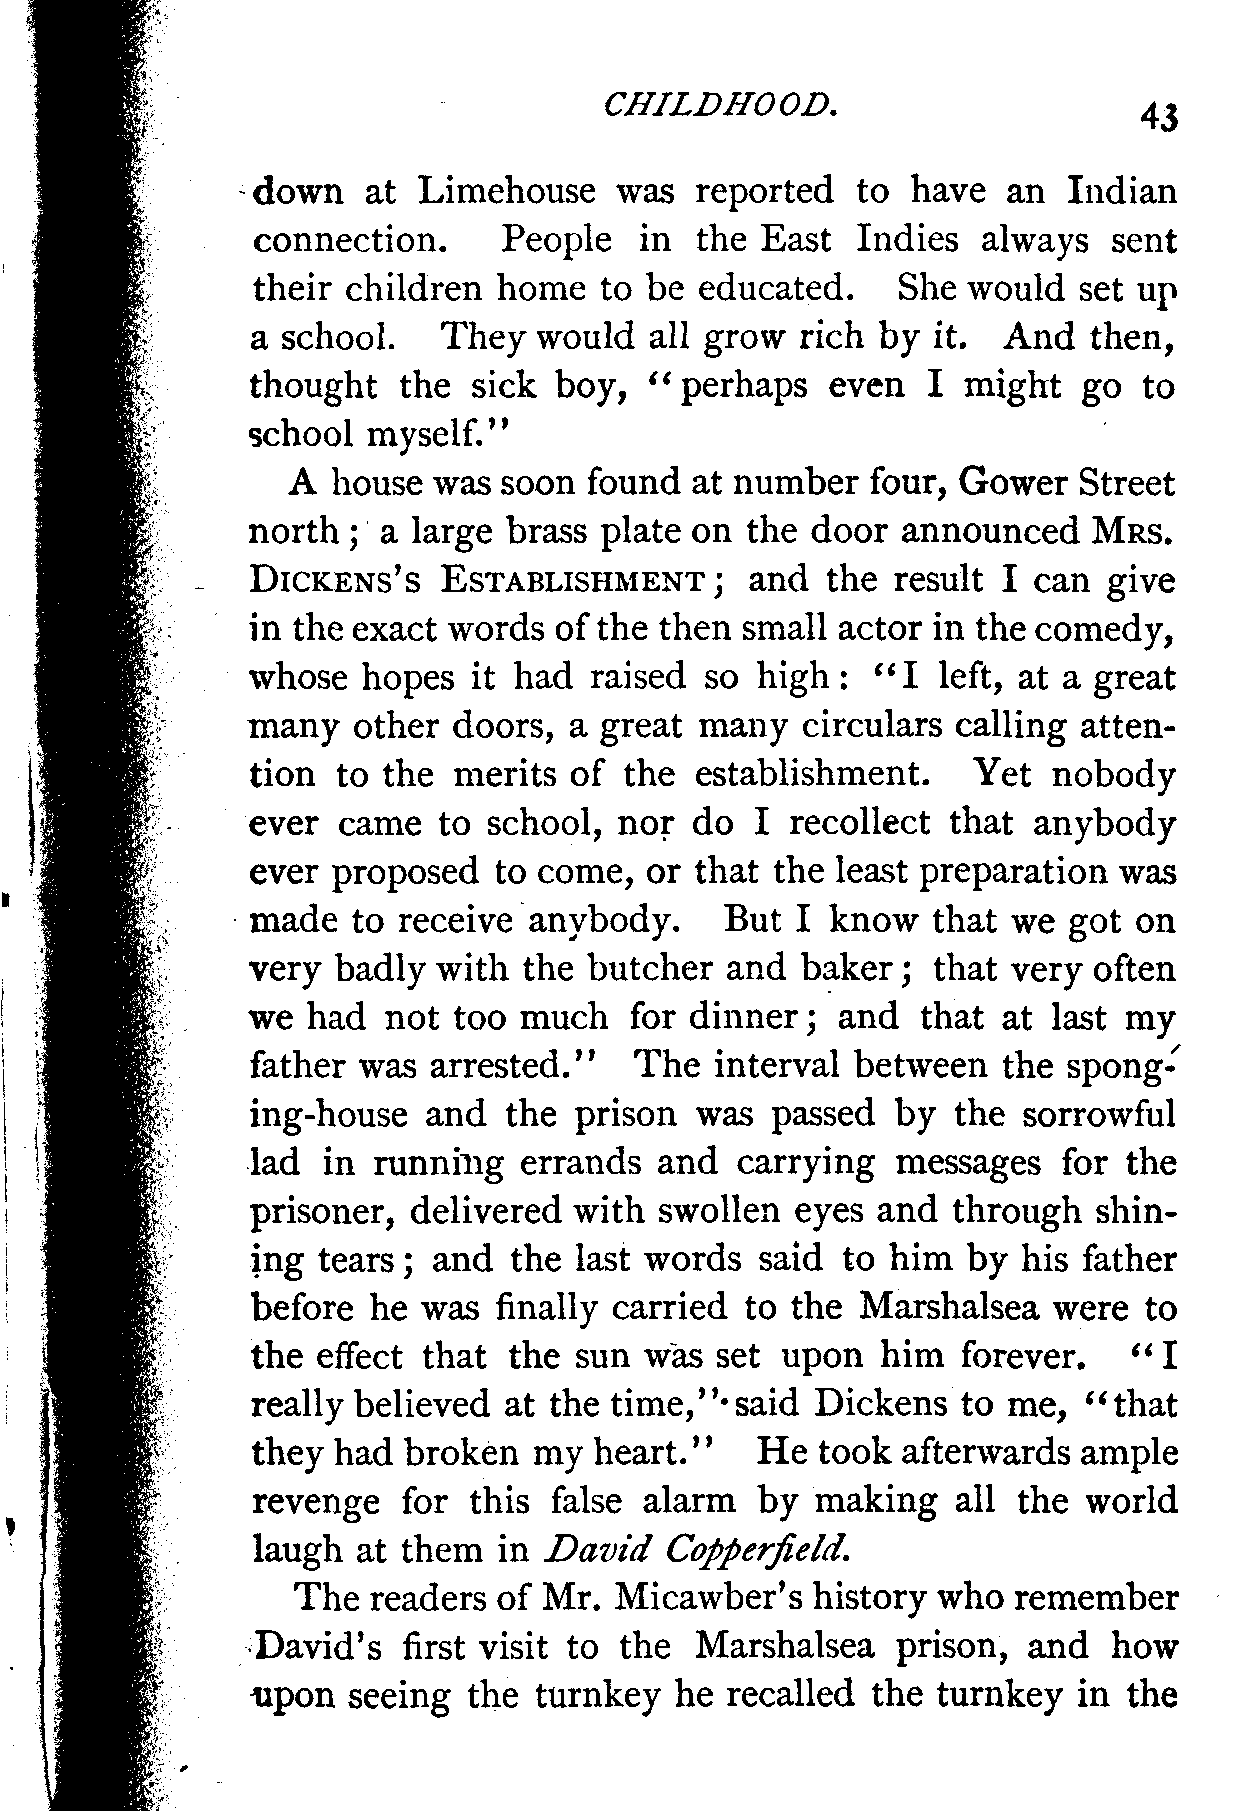 CHILDHOOD. 43
down at Limehouse was reported to have an Indian
connection. People in the East Indies always sent
their children home to be educated. She would set up
a school. They would all grow rich by it. And then,
thought the sick boy, "perhaps even I might go to
school myself."
A house was soon found at number four, Gower Street
north; a large brass plate on the door announced MRS.
DICKENS'S ESTABLISHMENT; and the result I can give
in the exact words of the then small actor in the comedy,
whose hopes it had raised so high: "I left, at a great
many other doors, a great many circulars calling atten-
tion to the merits of the establishment. Yet nobody
ever came to school, nor do I recollect that anybody
ever proposed to come, or that the least preparation was
made to receive anybody. But I know that we got on
very badly with the butcher and baker; that very often
we had not too much for dinner; and that at last my
father was arrested." The interval between the spong-
ing-house and the prison was passed by the sorrowful
lad in running errands and carrying messages for the
prisoner, delivered with swollen eyes and through shin-
ing tears; and the last words said to him by his father
before he was finally carried to the Marshalsea were to
the effect that the sun was set upon him forever. "I
really believed at the time," said Dickens to me, "that
they had broken my heart." He took afterwards ample
revenge for this false alarm by making all the world
laugh at them in David Copperfield.
The readers of Mr. Micawber's history who remember
David's first visit to the Marshalsea prison, and how
upon seeing the turnkey he recalled the turnkey in the